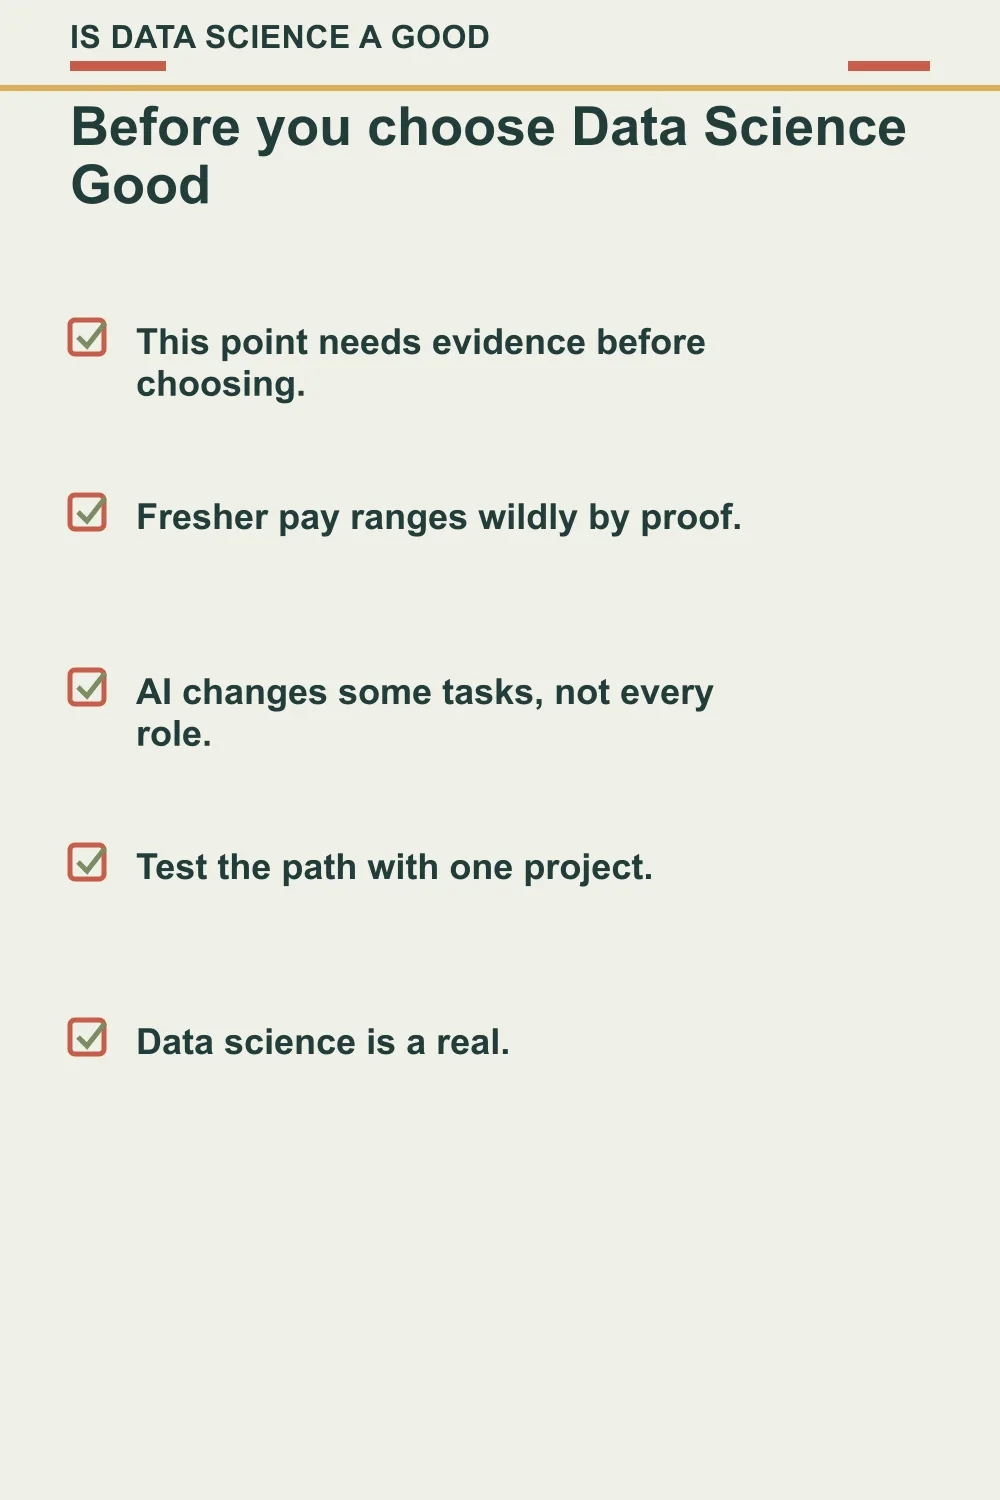 IS DATA SCIENCE A GOOD
Before you choose Data Science
Good
This point needs evidence before
choosing.
Fresher pay ranges wildly by proof.
AI changes some tasks, not every
role.
Test the path with one project.
Data science is a real.